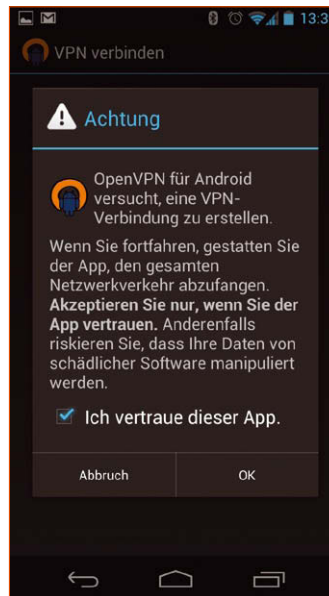 13:3
VPN verbinden
Achtung
OpenVPN für Android
versucht, eine VPN-
Verbindung zu erstellen.
Wenn Sie fortfahren, gestatten Sie
der App, den gesamten
Netzwerkverkehr abzufangen.
Akzeptieren Sie nur, wenn Sie der
App vertrauen. Anderenfalls
riskieren Sie, dass Ihre Daten von
schädlicher Software manipuliert
werden.
Ich vertraue dieser App.
Abbruch OK